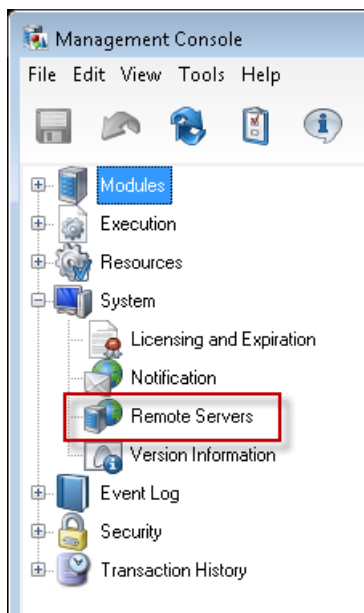 Management Console
File Edit View Tools Help
Modules
Execution
Resources
System
Licensing and Expiration
Notification
Remote Servers
Version Information
Event Log
Security
Transaction History